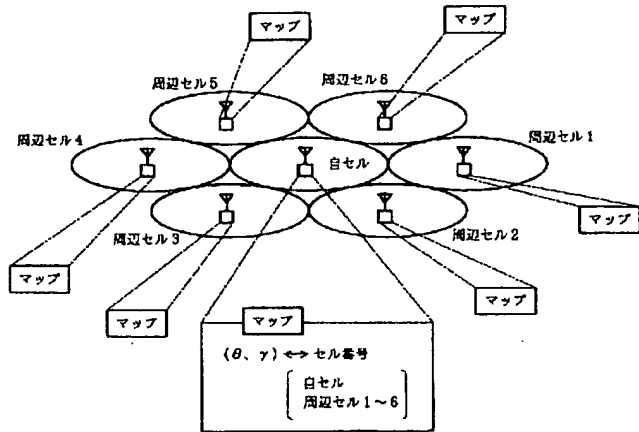 マップ
マップ
周辺セル5
周辺セル6
周辺セル4
周辺セル1
自セル
周辺セル3
周辺セル2
マップ
マップ
マップ
マップ
マップ
(θ、γ) ⟷ セル番号
自セル
周辺セル1〜6